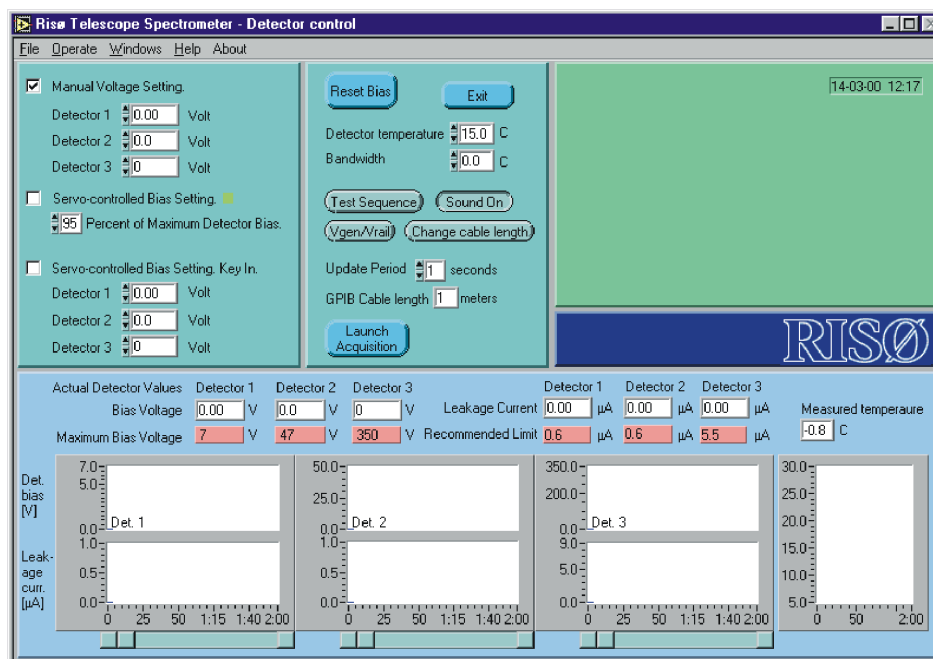 Risø Telescope Spectrometer - Detector control
File Operate Windows Help About
Manual Voltage Setting.
Detector 1 0.00 Volt
Detector 2 0.0 Volt
Detector 3 0 Volt
Servo-controlled Bias Setting.
95 Percent of Maximum Detector Bias.
Servo-controlled Bias Setting. Key In.
Detector 1 0.00 Volt
Detector 2 0.0 Volt
Detector 3 0 Volt
Reset Bias Exit
Detector temperature 15.0 C
Bandwidth 0.0 C
Test Sequence Sound On
Vgen/Vrail Change cable length
Update Period 1 seconds
GPIB Cable length 1 meters
Launch
Acquisition
14-03-00 12:17
RISØ
Actual Detector Values Detector 1 Detector 2 Detector 3
Bias Voltage 0.00 V 0.0 V 0 V
Maximum Bias Voltage 7 V 47 V 350 V
Detector 1 Detector 2 Detector 3
Leakage Current 0.00 µA 0.00 µA 0.00 µA
Recommended Limit 0.6 µA 0.6 µA 5.5 µA
Measured temperaure
-0.8 C
Det.
bias
[V]
7.0
5.0
0.0
Det. 1
50.0
25.0
0.0
Det. 2
350.0
200.0
0.0
Det. 3
Leak-
age
curr.
[µA]
1.0
0.5
0.0
0 25 50 1:15 1:40 2:00
1.0
0.5
0.0
0 25 50 1:15 1:40 2:00
9.0
5.0
0.0
0 25 50 1:15 1:40 2:00
30.0
25.0
20.0
15.0
10.0
5.0
0 2:00